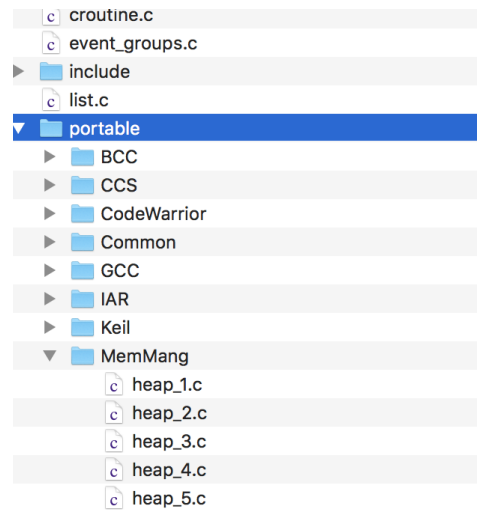 croutine.c
c event_groups.c
include
c list.c
portable
BCC
CCS
CodeWarrior
Common
GCC
IAR
Keil
MemMang
c heap_1.c
c heap_2.c
c heap_3.c
c heap_4.c
c heap_5.c